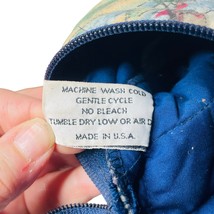 MACHINE WASH COLD
GENTLE CYCLE
NO BLEACH
TUMBLE DRY LOW OR AIR D
MADE IN U.S.A.